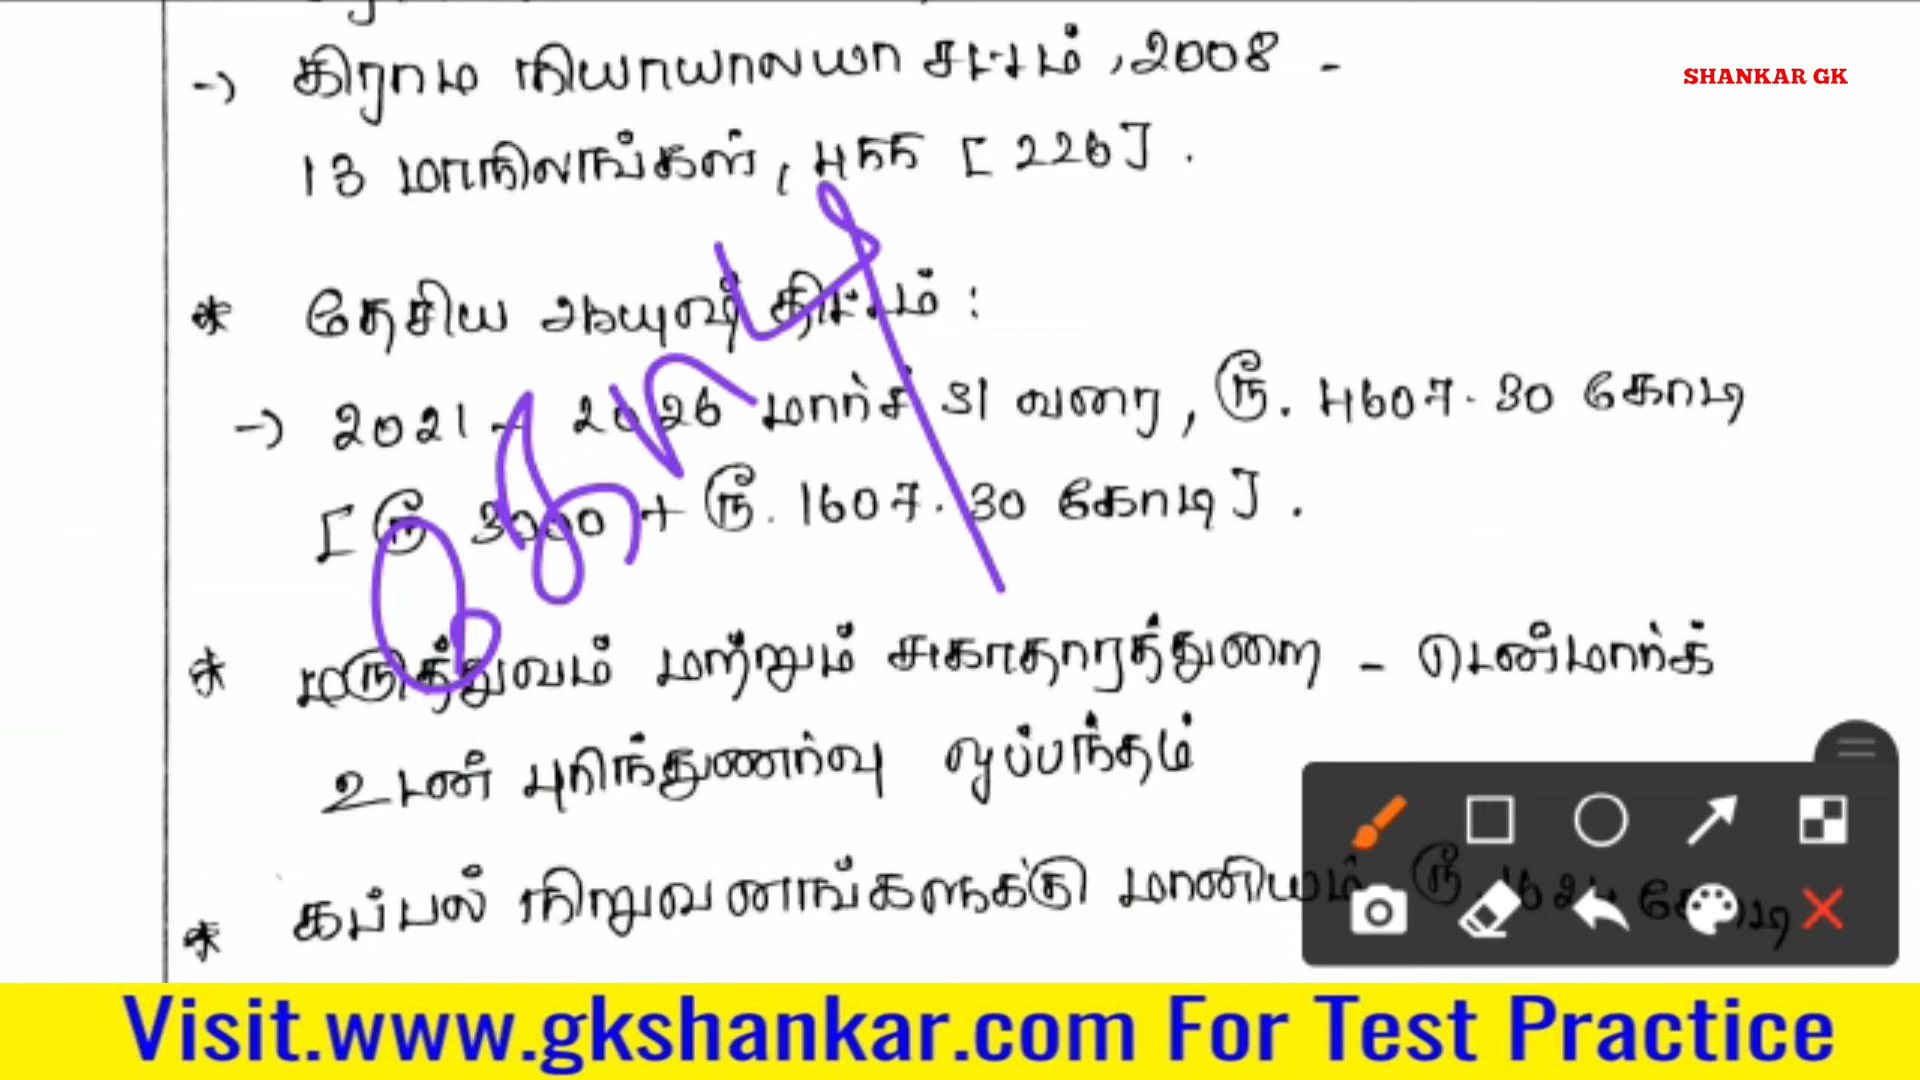 -> கிராம நியாயாலயா சட்டம், 2008 -
SHANKAR GK
13 மாநிலங்கள், 455 [226].
* தேசிய ஆயுஷ் திட்டம் :
-> 2021 - 2026 மார்ச் 31 வரை, ரூ. 4607.30 கோடி
[ ரூ 3000 + ரூ. 1607.30 கோடி ].
* மருத்துவம் மற்றும் சுகாதாரத்துறை - டென்மார்க்
உடன் புரிந்துணர்வு ஒப்பந்தம்
* கப்பல் நிறுவனங்களுக்கு மானியம் ரூ. 1624 கோடி
Visit.www.gkshankar.com For Test Practice